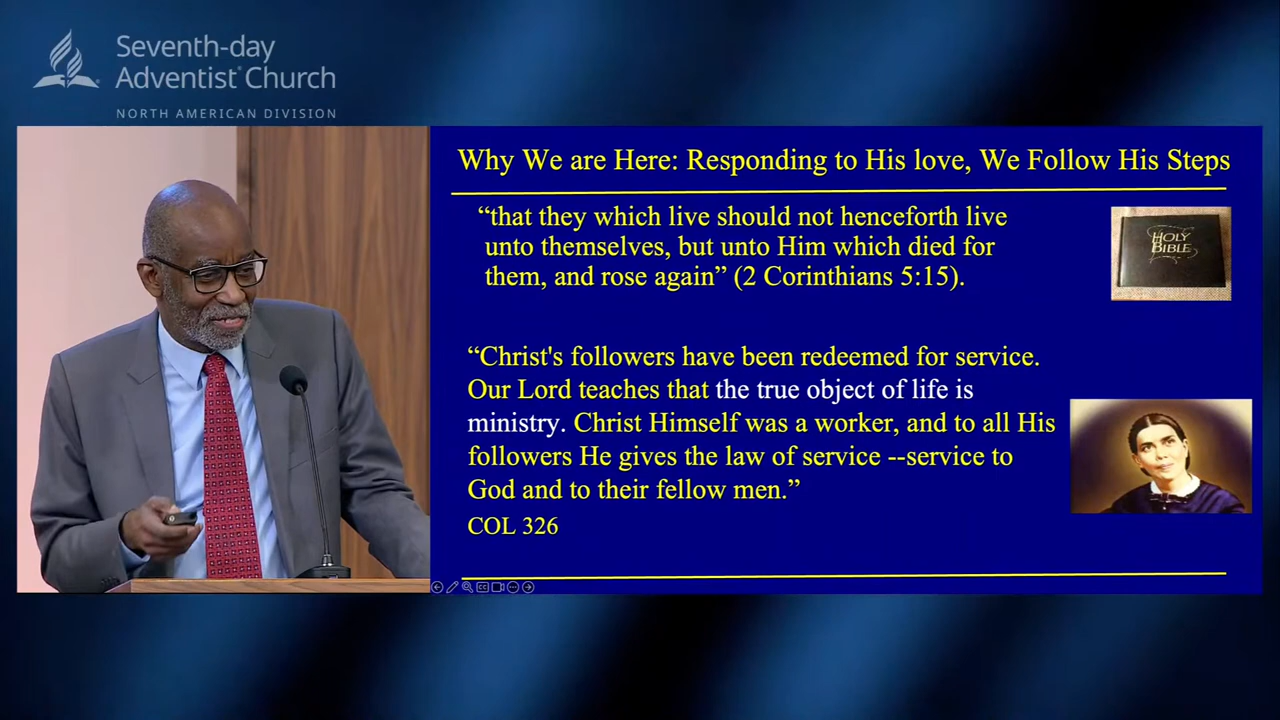 Seventh-day
Adventist® Church
NORTH AMERICAN DIVISION
Why We are Here: Responding to His love, We Follow His Steps
“that they which live should not henceforth live
unto themselves, but unto Him which died for
them, and rose again” (2 Corinthians 5:15).
HOLY
BIBLE
“Christ's followers have been redeemed for service.
Our Lord teaches that the true object of life is
ministry. Christ Himself was a worker, and to all His
followers He gives the law of service --service to
God and to their fellow men.”
COL 326